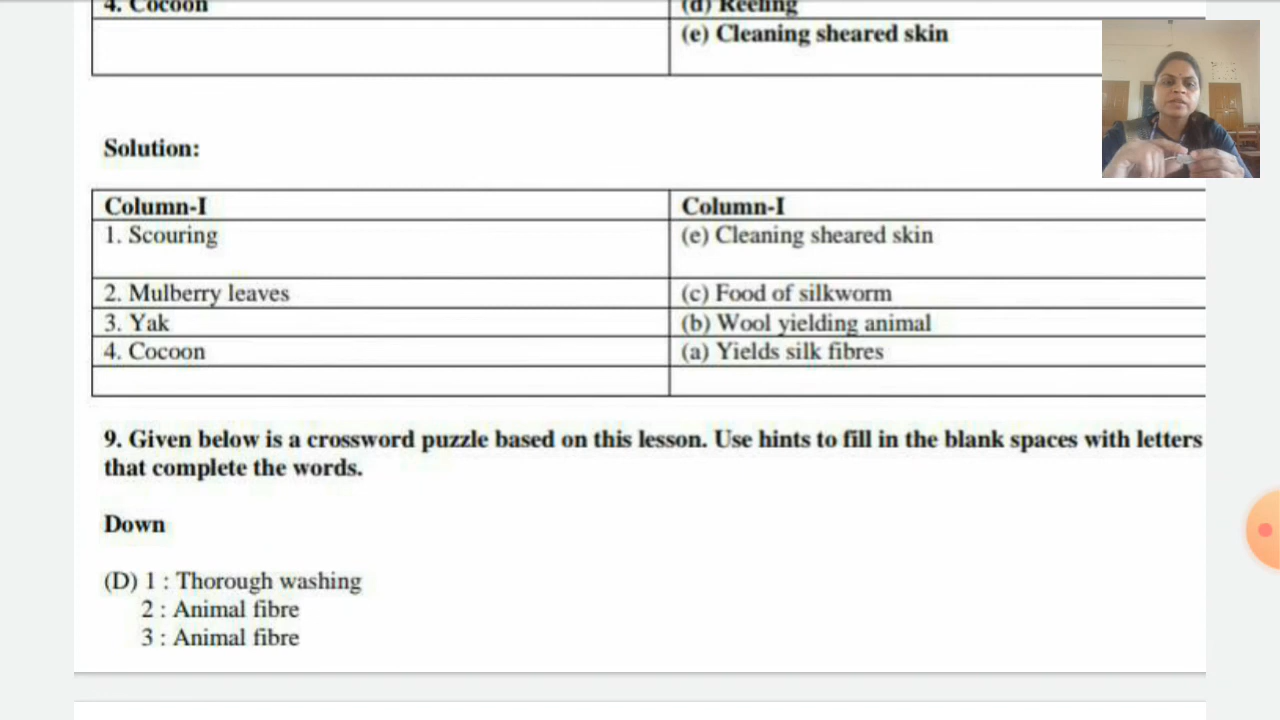 4. Cocoon (d) Reeling
(e) Cleaning sheared skin
Solution:
Column-I Column-I
1. Scouring (e) Cleaning sheared skin
2. Mulberry leaves (c) Food of silkworm
3. Yak (b) Wool yielding animal
4. Cocoon (a) Yields silk fibres
9. Given below is a crossword puzzle based on this lesson. Use hints to fill in the blank spaces with letters
that complete the words.
Down
(D) 1 : Thorough washing
2 : Animal fibre
3 : Animal fibre